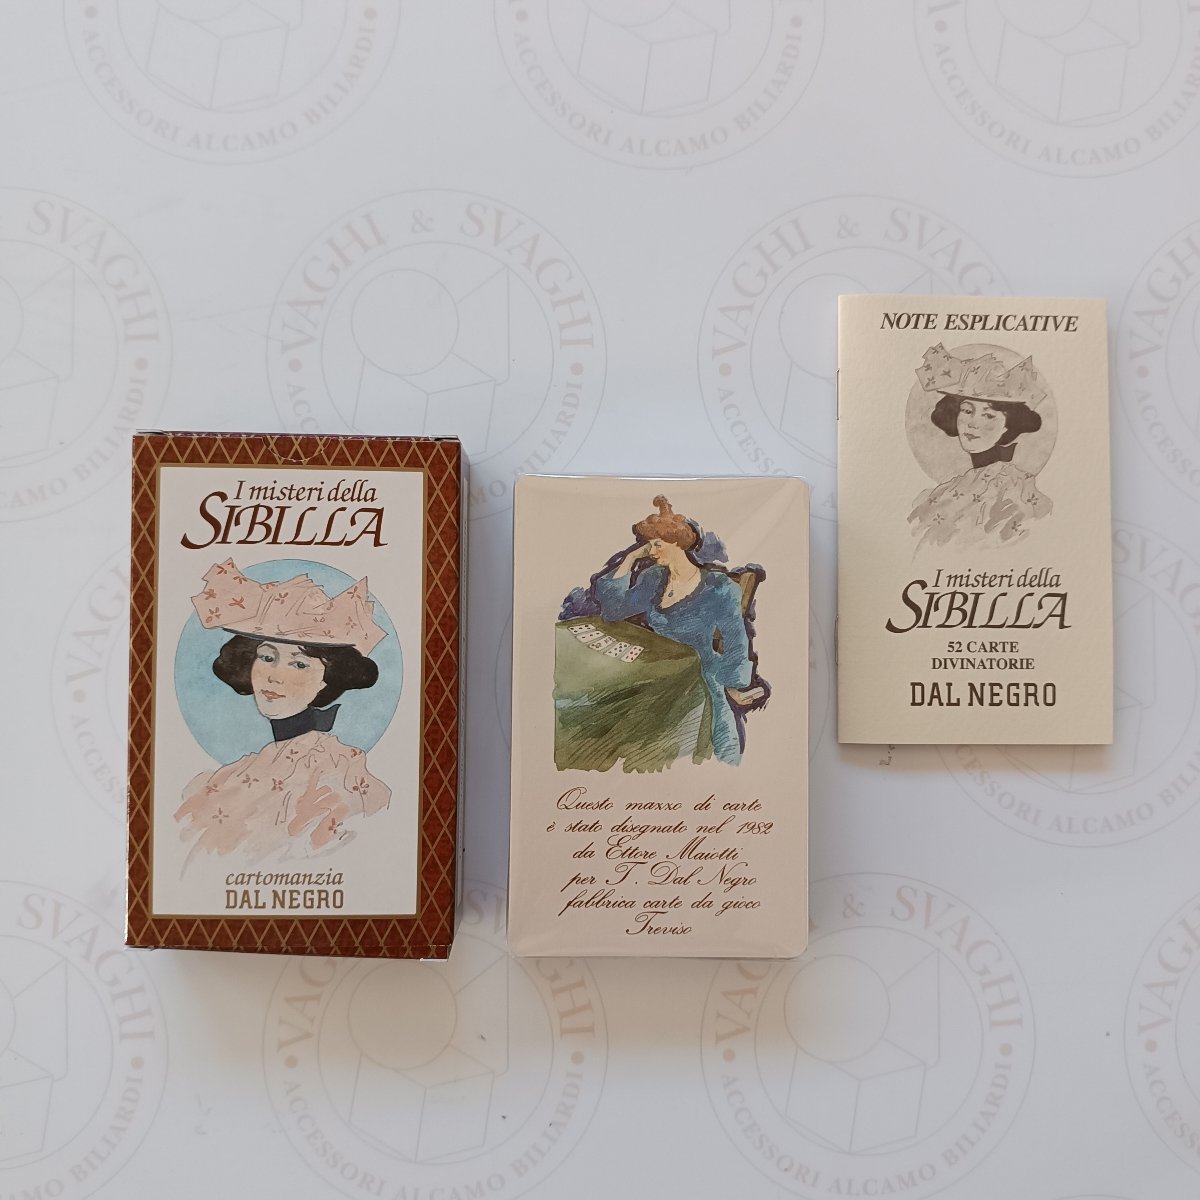 I misteri della
SIBILLA
cartomanzia
DAL NEGRO
Questo mazzo di carte
è stato disegnato nel 1982
da Ettore Maiotti
per T. Dal Negro
fabbrica carte da gioco
Treviso
NOTE ESPLICATIVE
I misteri della
SIBILLA
52 CARTE
DIVINATORIE
DAL NEGRO
VAGHI & SVAGHI
ACCESSORI ALCAMO BILIARDI